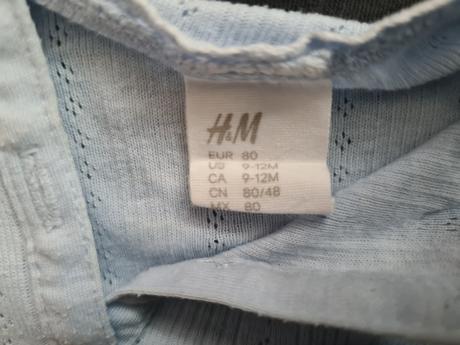 H&M
EUR 80
US 9-12M
CA 9-12M
CN 80/48
MX 80